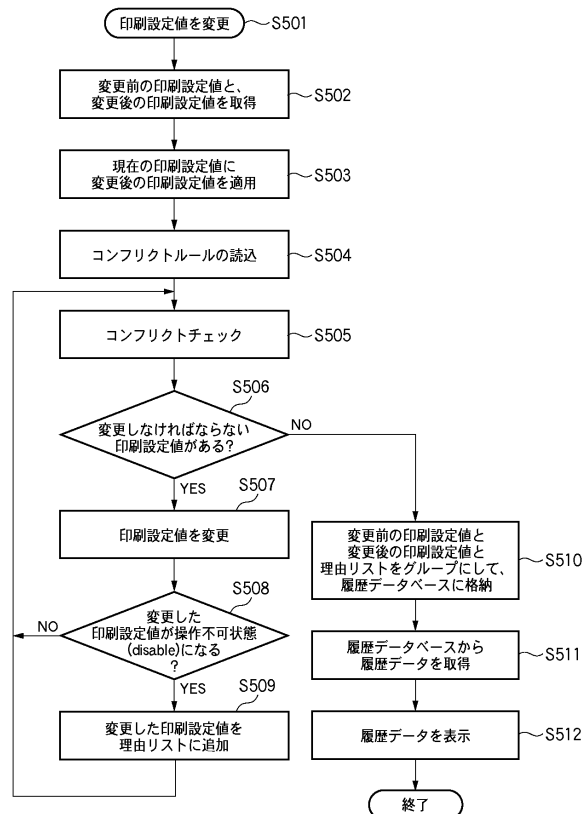 印刷設定値を変更
S501
変更前の印刷設定値と、
変更後の印刷設定値を取得
S502
現在の印刷設定値に
変更後の印刷設定値を適用
S503
コンフリクトルールの読込
S504
コンフリクトチェック
S505
S506
変更しなければならない
印刷設定値がある?
NO
YES
S507
印刷設定値を変更
S508
変更した
印刷設定値が操作不可状態
(disable)になる
?
NO
YES
S509
変更した印刷設定値を
理由リストに追加
変更前の印刷設定値と
変更後の印刷設定値と
理由リストをグループにして、
履歴データベースに格納
S510
履歴データベースから
履歴データを取得
S511
履歴データを表示
S512
終了